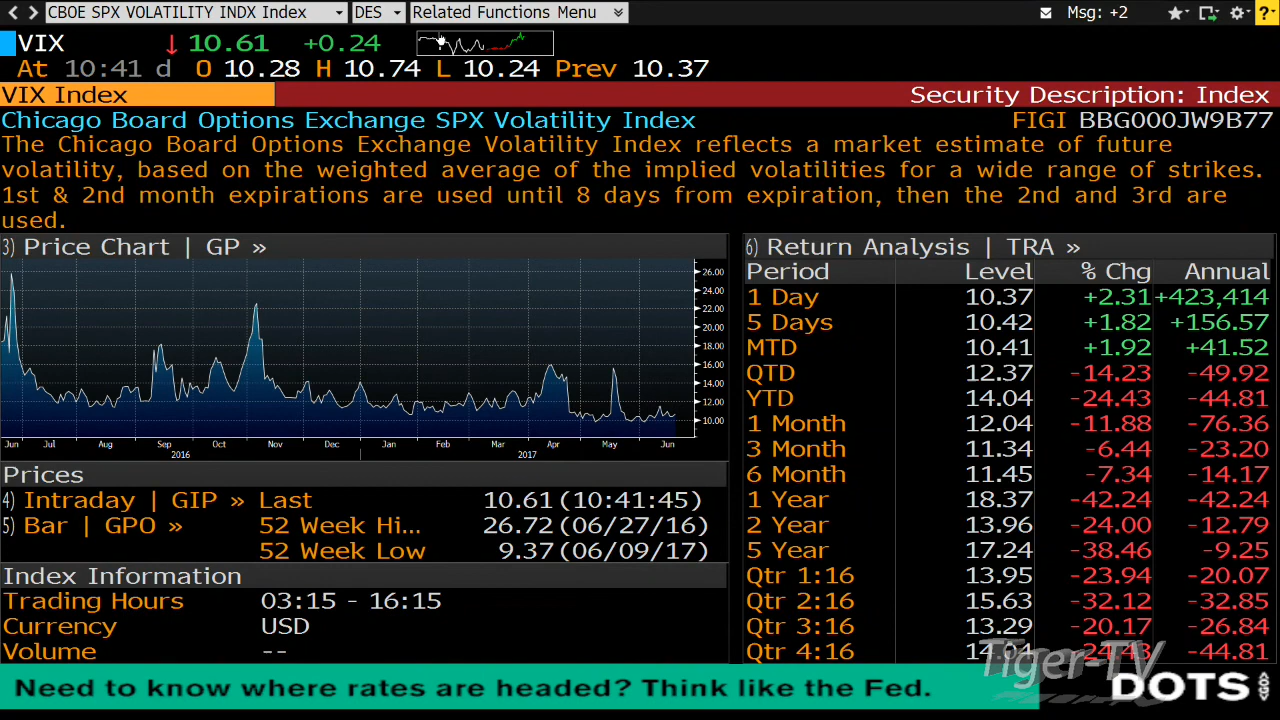 CBOE SPX VOLATILITY INDX Index DES Related Functions Menu Msg: +2 ?
VIX 10.61 +0.24
At 10:41 d O 10.28 H 10.74 L 10.24 Prev 10.37
VIX Index Security Description: Index
Chicago Board Options Exchange SPX Volatility Index FIGI BBG000JW9B77
The Chicago Board Options Exchange Volatility Index reflects a market estimate of future
volatility, based on the weighted average of the implied volatilities for a wide range of strikes.
1st & 2nd month expirations are used until 8 days from expiration, then the 2nd and 3rd are
used.
3) Price Chart | GP »
26.00
24.00
22.00
20.00
18.00
16.00
14.00
12.00
10.00
Jun Jul Aug Sep Oct Nov Dec Jan Feb Mar Apr May Jun
2016 2017
Prices
4) Intraday | GIP » Last 10.61 (10:41:45)
5) Bar | GPO » 52 Week Hi... 26.72 (06/27/16)
52 Week Low 9.37 (06/09/17)
Index Information
Trading Hours 03:15 - 16:15
Currency USD
Volume --
6) Return Analysis | TRA »
Period Level % Chg Annual
1 Day 10.37 +2.31 +423,414
5 Days 10.42 +1.82 +156.57
MTD 10.41 +1.92 +41.52
QTD 12.37 -14.23 -49.92
YTD 14.04 -24.43 -44.81
1 Month 12.04 -11.88 -76.36
3 Month 11.34 -6.44 -23.20
6 Month 11.45 -7.34 -14.17
1 Year 18.37 -42.24 -42.24
2 Year 13.96 -24.00 -12.79
5 Year 17.24 -38.46 -9.25
Qtr 1:16 13.95 -23.94 -20.07
Qtr 2:16 15.63 -32.12 -32.85
Qtr 3:16 13.29 -20.17 -26.84
Qtr 4:16 14.04 -24.43 -44.81
Tiger-TV
Need to know where rates are headed? Think like the Fed.
DOTS